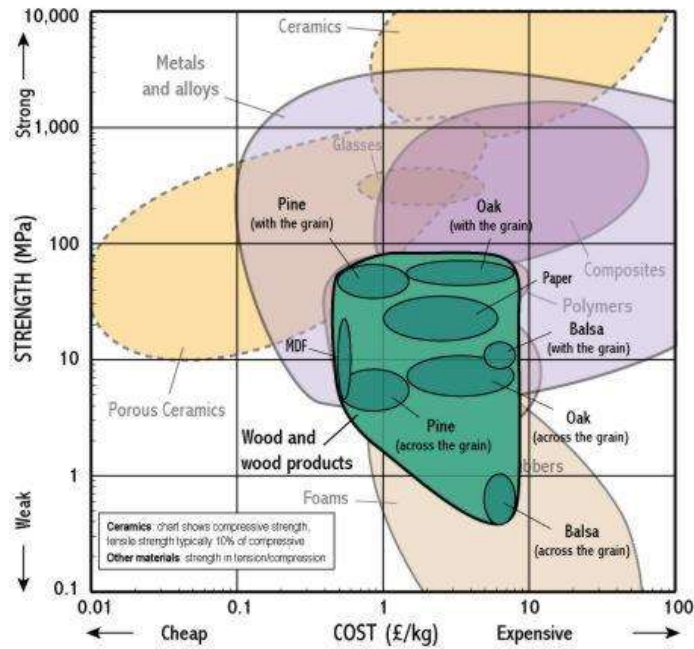 10,000
Strong
1,000
100
STRENGTH (MPa)
10
1
Weak
0.1
Ceramics
Metals
and alloys
Glasses
Pine
(with the grain)
Oak
(with the grain)
Composites
Paper
Polymers
MDF
Balsa
(with the grain)
Porous Ceramics
Pine
(across the grain)
Oak
(across the grain)
Wood and
wood products
bbers
Foams
Balsa
(across the grain)
Ceramics: chart shows compressive strength,
tensile strength typically 10% of compressive
Other materials: strength in tension/compression
0.01
0.1
1
10
100
Cheap
COST (£/kg)
Expensive